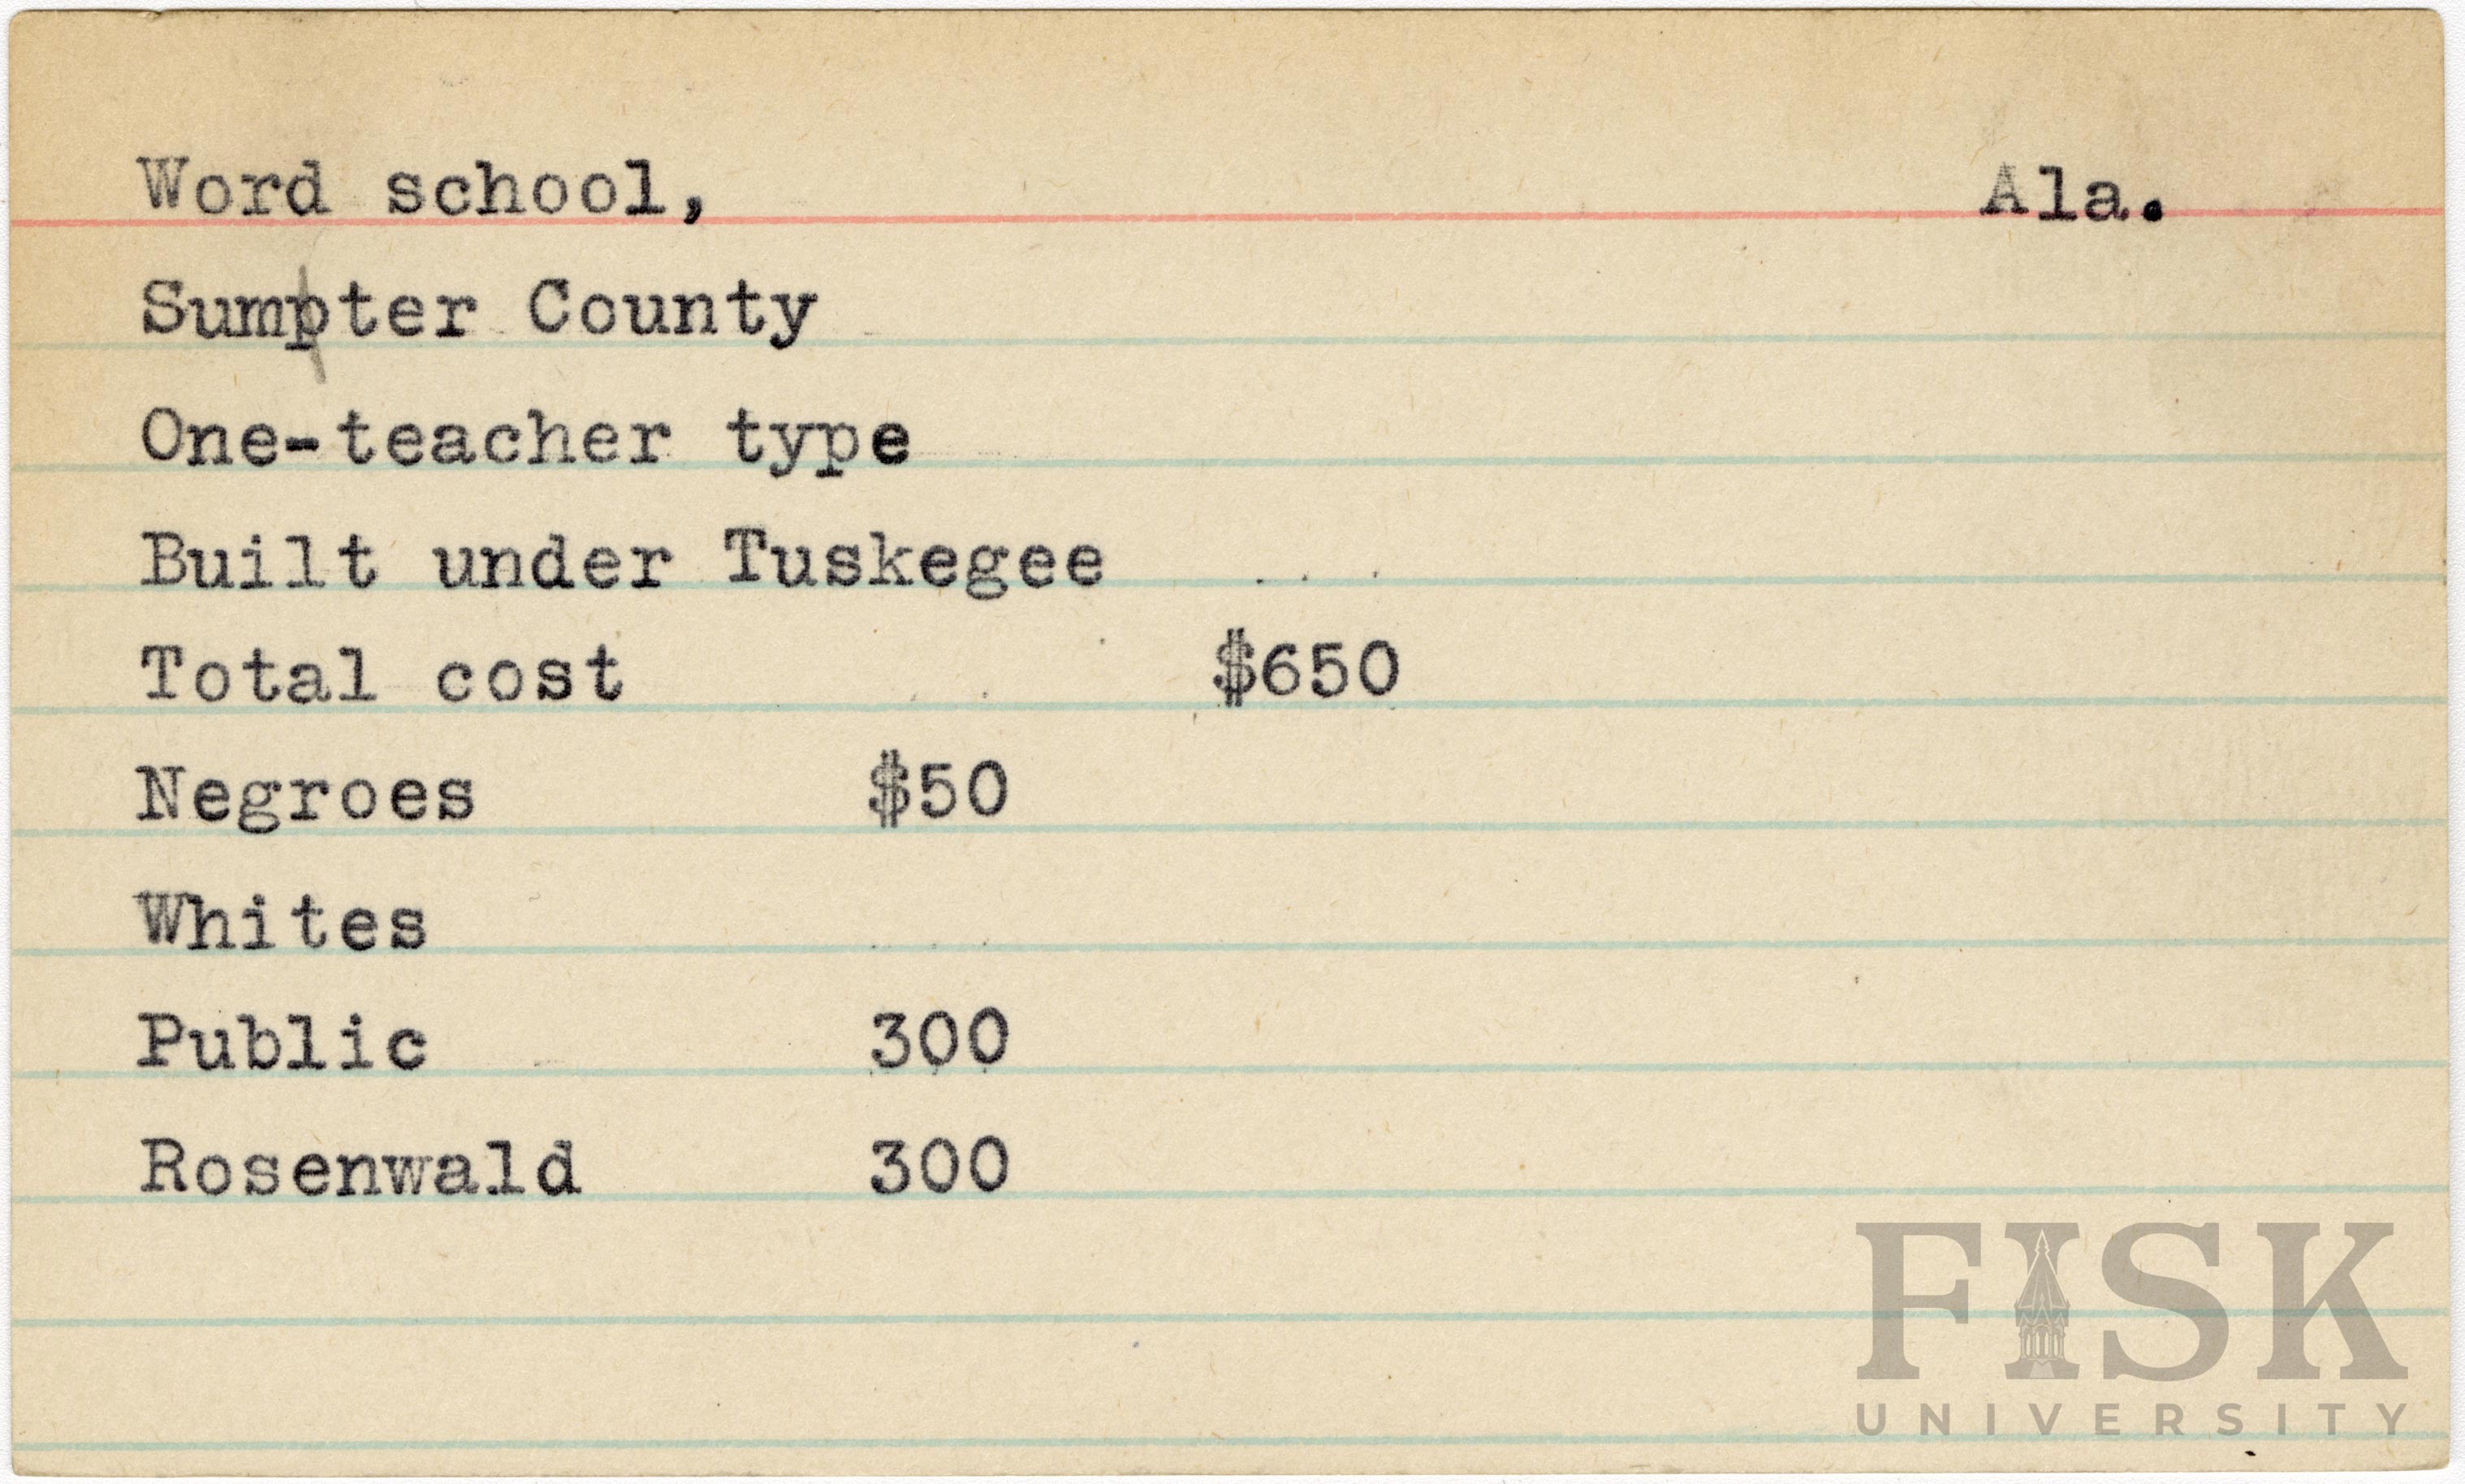 Word school, Ala.
Sumpter County
One-teacher type
Built under Tuskegee
Total cost $650
Negroes $50
Whites
Public 300
Rosenwald 300
FISK
UNIVERSITY